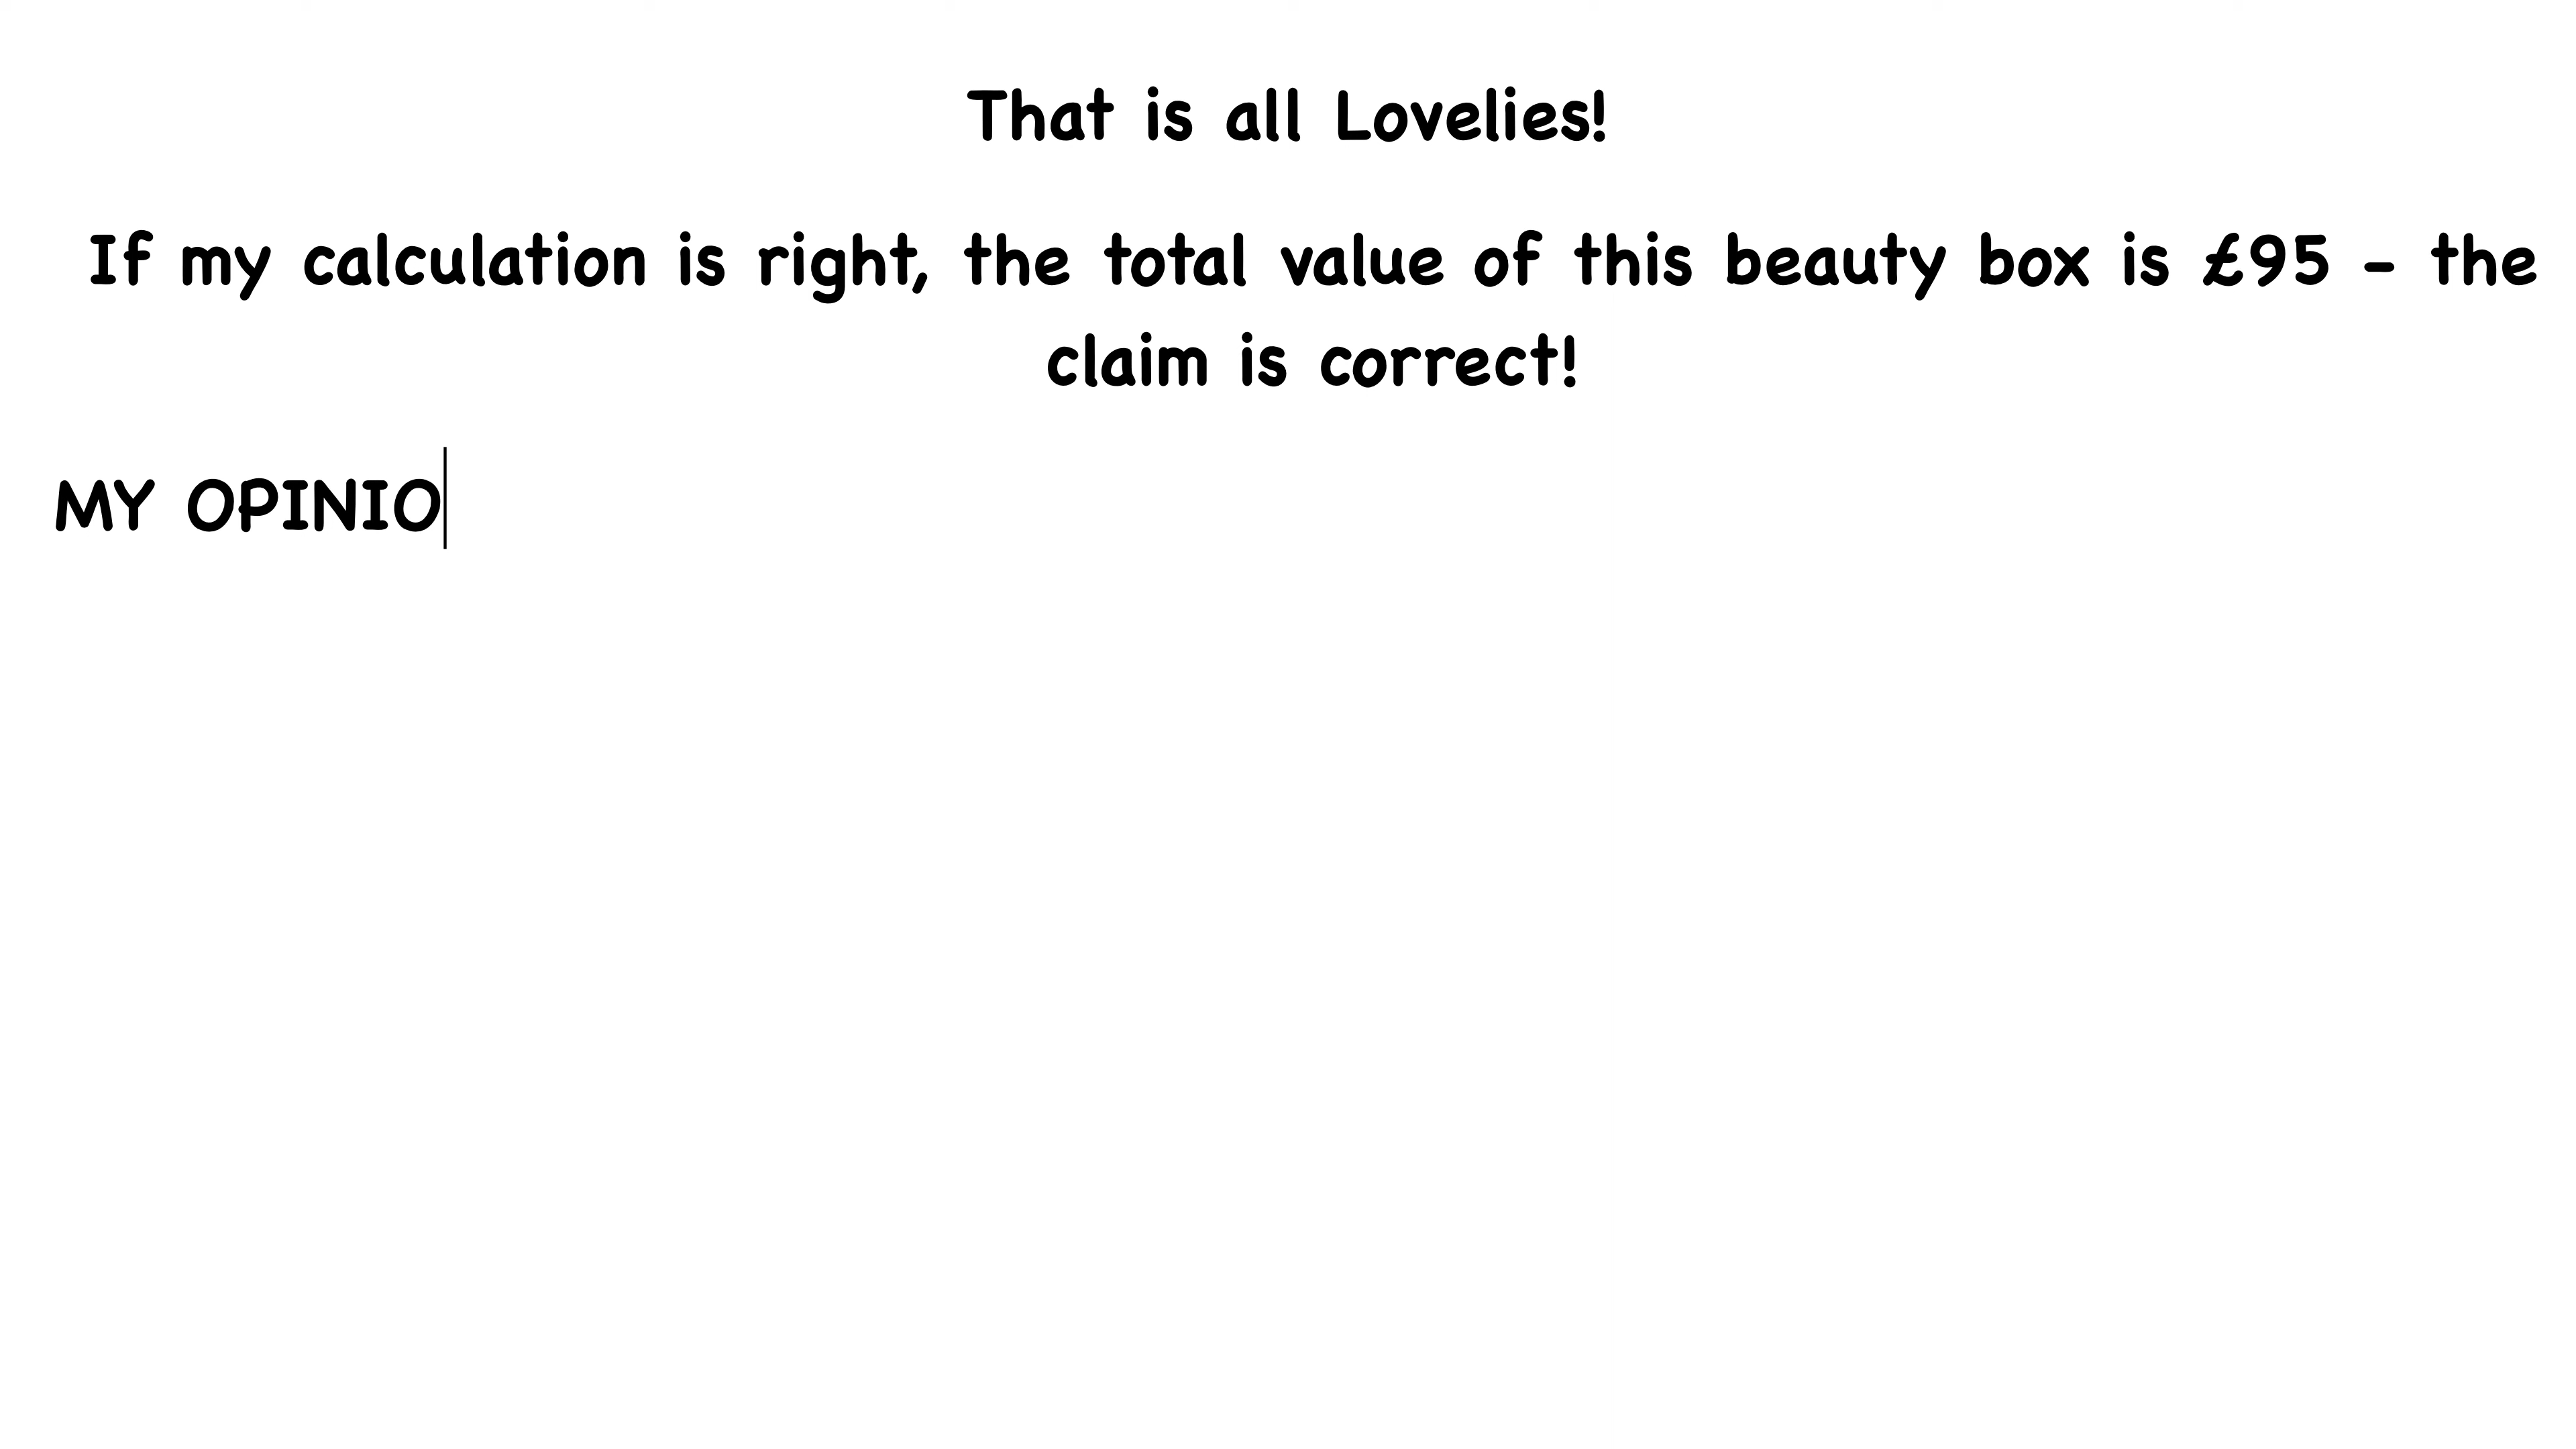 That is all Lovelies!
If my calculation is right, the total value of this beauty box is £95 - the
claim is correct!
MY OPINIO